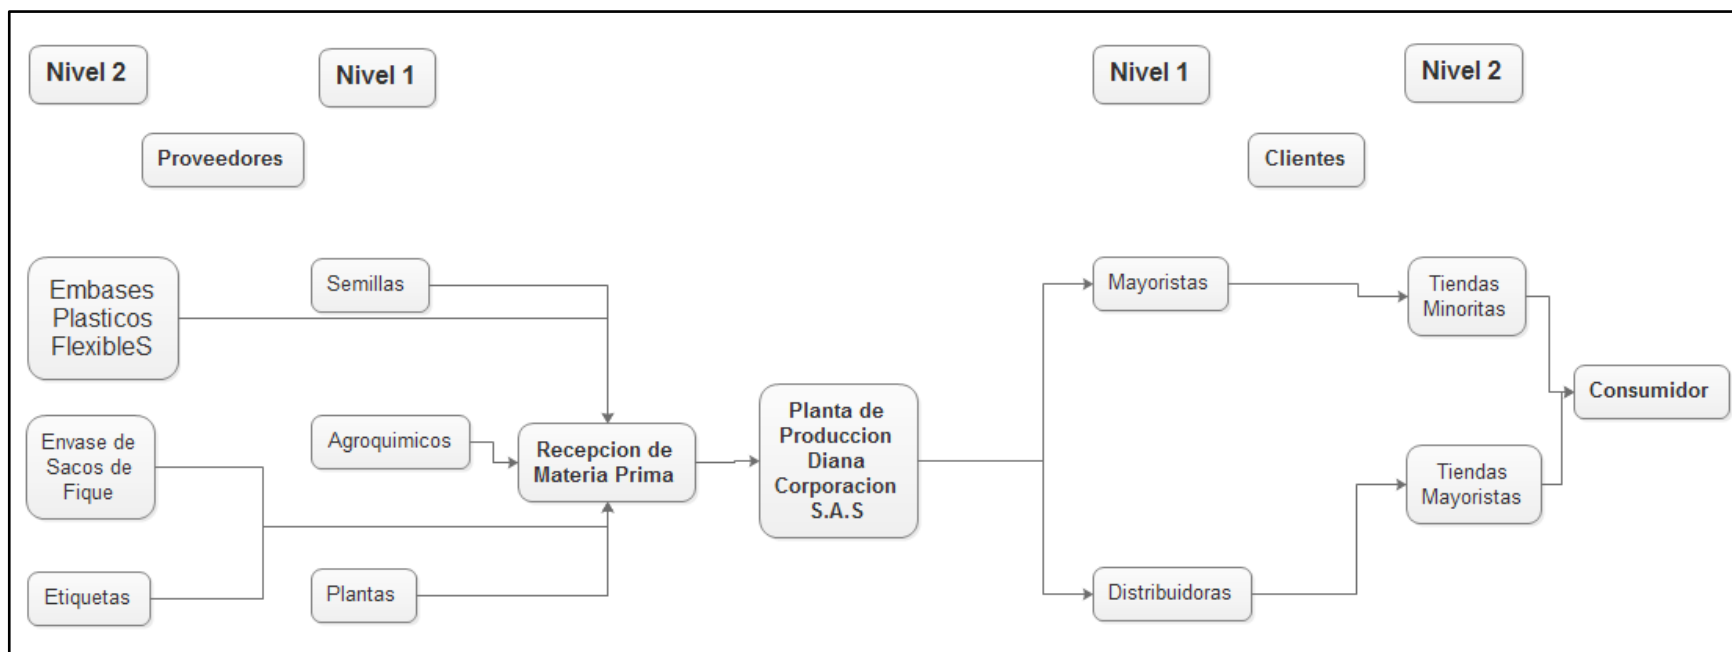 Nivel 2
Nivel 1
Nivel 1
Nivel 2
Proveedores
Clientes
Embases
Plasticos
FlexibleS
Semillas
Mayoristas
Tiendas
Minoritas
Consumidor
Envase de
Sacos de
Fique
Agroquimicos
Recepcion de
Materia Prima
Planta de
Produccion
Diana
Corporacion
S.A.S
Tiendas
Mayoristas
Etiquetas
Plantas
Distribuidoras